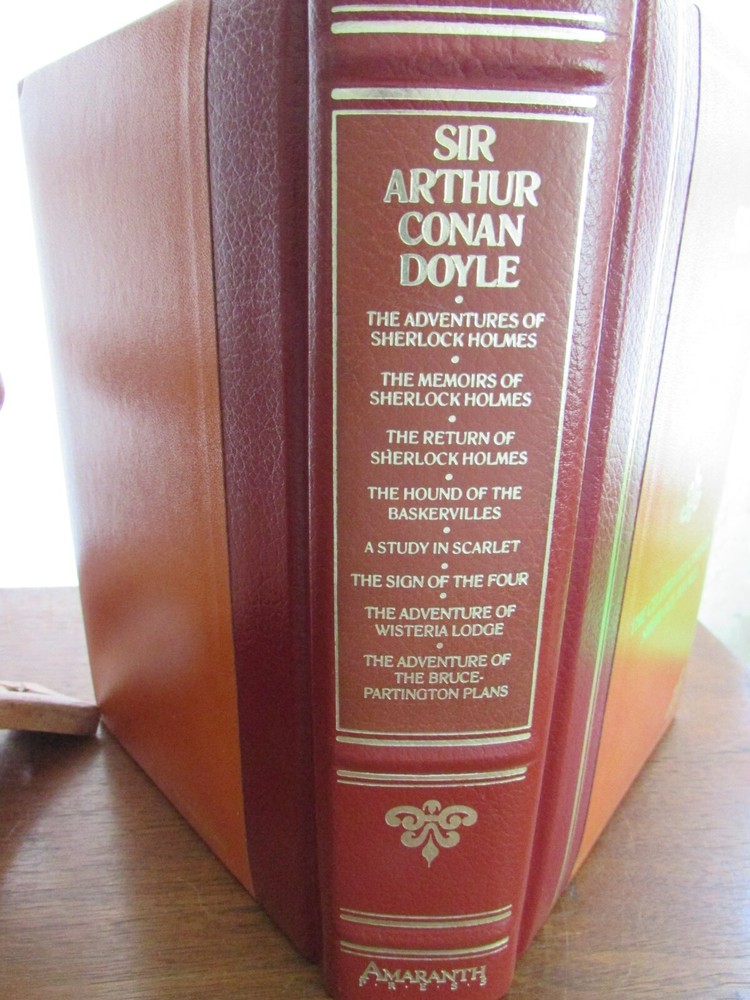 SIR
ARTHUR
CONAN
DOYLE
THE ADVENTURES OF
SHERLOCK HOLMES
THE MEMOIRS OF
SHERLOCK HOLMES
THE RETURN OF
SHERLOCK HOLMES
THE HOUND OF THE
BASKERVILLES
A STUDY IN SCARLET
THE SIGN OF THE FOUR
THE ADVENTURE OF
WISTERIA LODGE
THE ADVENTURE OF
THE BRUCE-
PARTINGTON PLANS
AMARANTH
PRESS